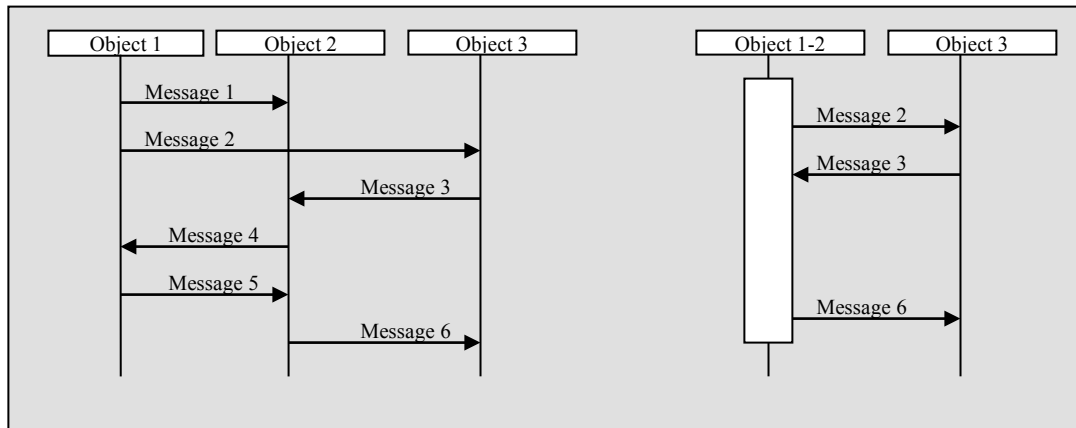 Object 1 Object 2 Object 3 Object 1-2 Object 3
Message 1
Message 2
Message 2
Message 3
Message 3
Message 4
Message 5
Message 6
Message 6